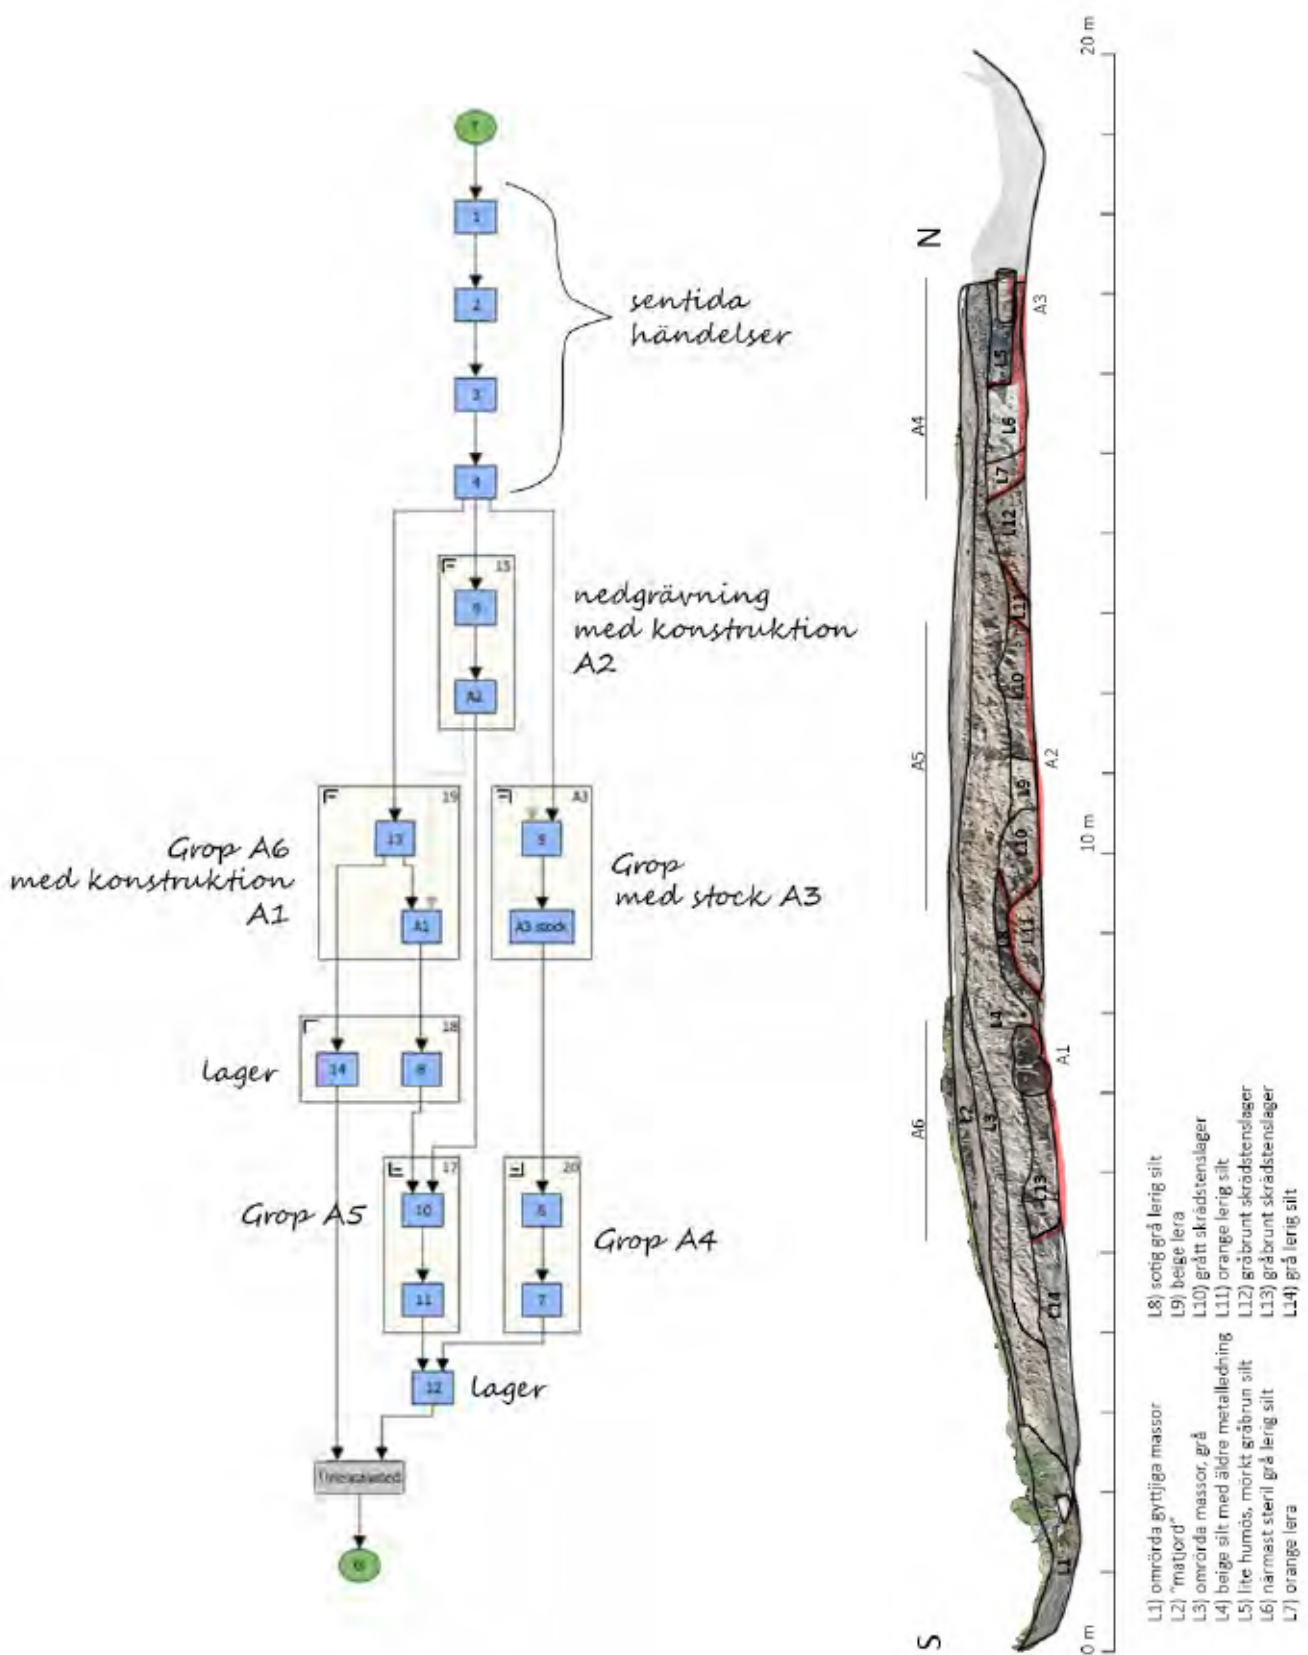 T
1
2
3
4
sentida
händelser
15
9
A2
nedgrävning
med konstruktion
A2
19
13
A1
Grop A6
med konstruktion
A1
A3
5
A3 stock
Grop
med stock A3
18
14
8
lager
17
10
11
Grop A5
20
6
7
Grop A4
12
lager
Unexcavated
S
N
A6
A5
A4
L1
L2
L3
L4
L14
L13
L8
L11
L10
L9
L10
L11
L12
L7
L6
L5
A1
A2
A3
0 m
10 m
20 m
L1) omrörda gyttjiga massor
L2) "matjord"
L3) omrörda massor, grå
L4) beige silt med äldre metalledning
L5) lite humös, mörkt gråbrun silt
L6) närmast steril grå lerig silt
L7) orange lera
L8) sotig grå lerig silt
L9) beige lera
L10) grått skrädstenslager
L11) orange lerig silt
L12) gråbrunt skrädstenslager
L13) gråbrunt skrädstenslager
L14) grå lerig silt